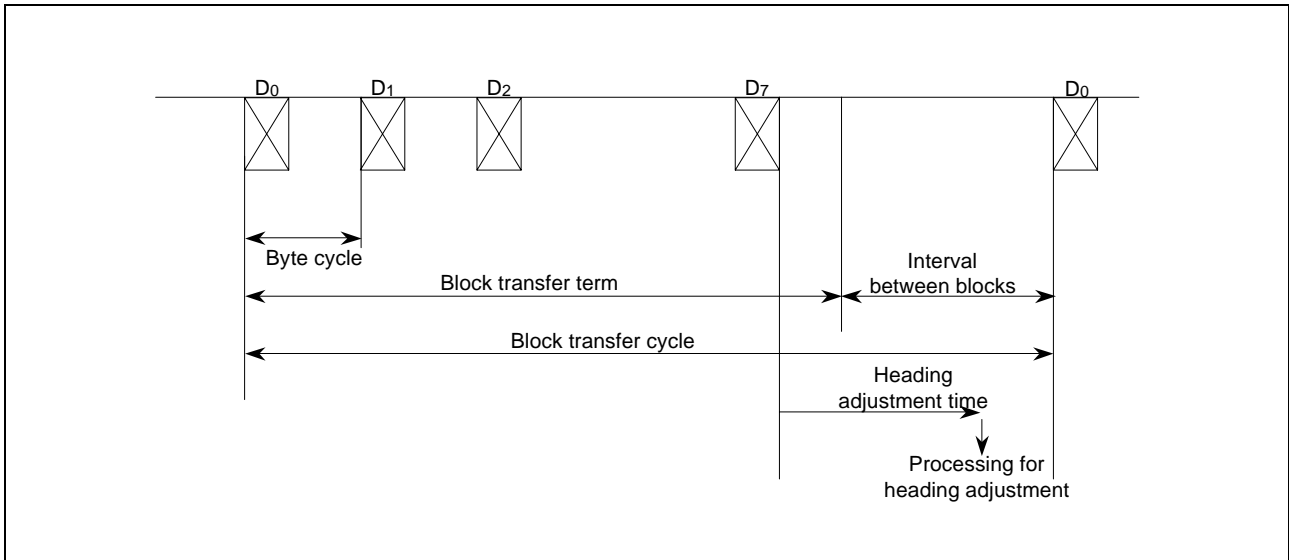 D0 D1 D2 D7 D0
Byte cycle
Block transfer term
Interval
between blocks
Block transfer cycle
Heading
adjustment time
Processing for
heading adjustment